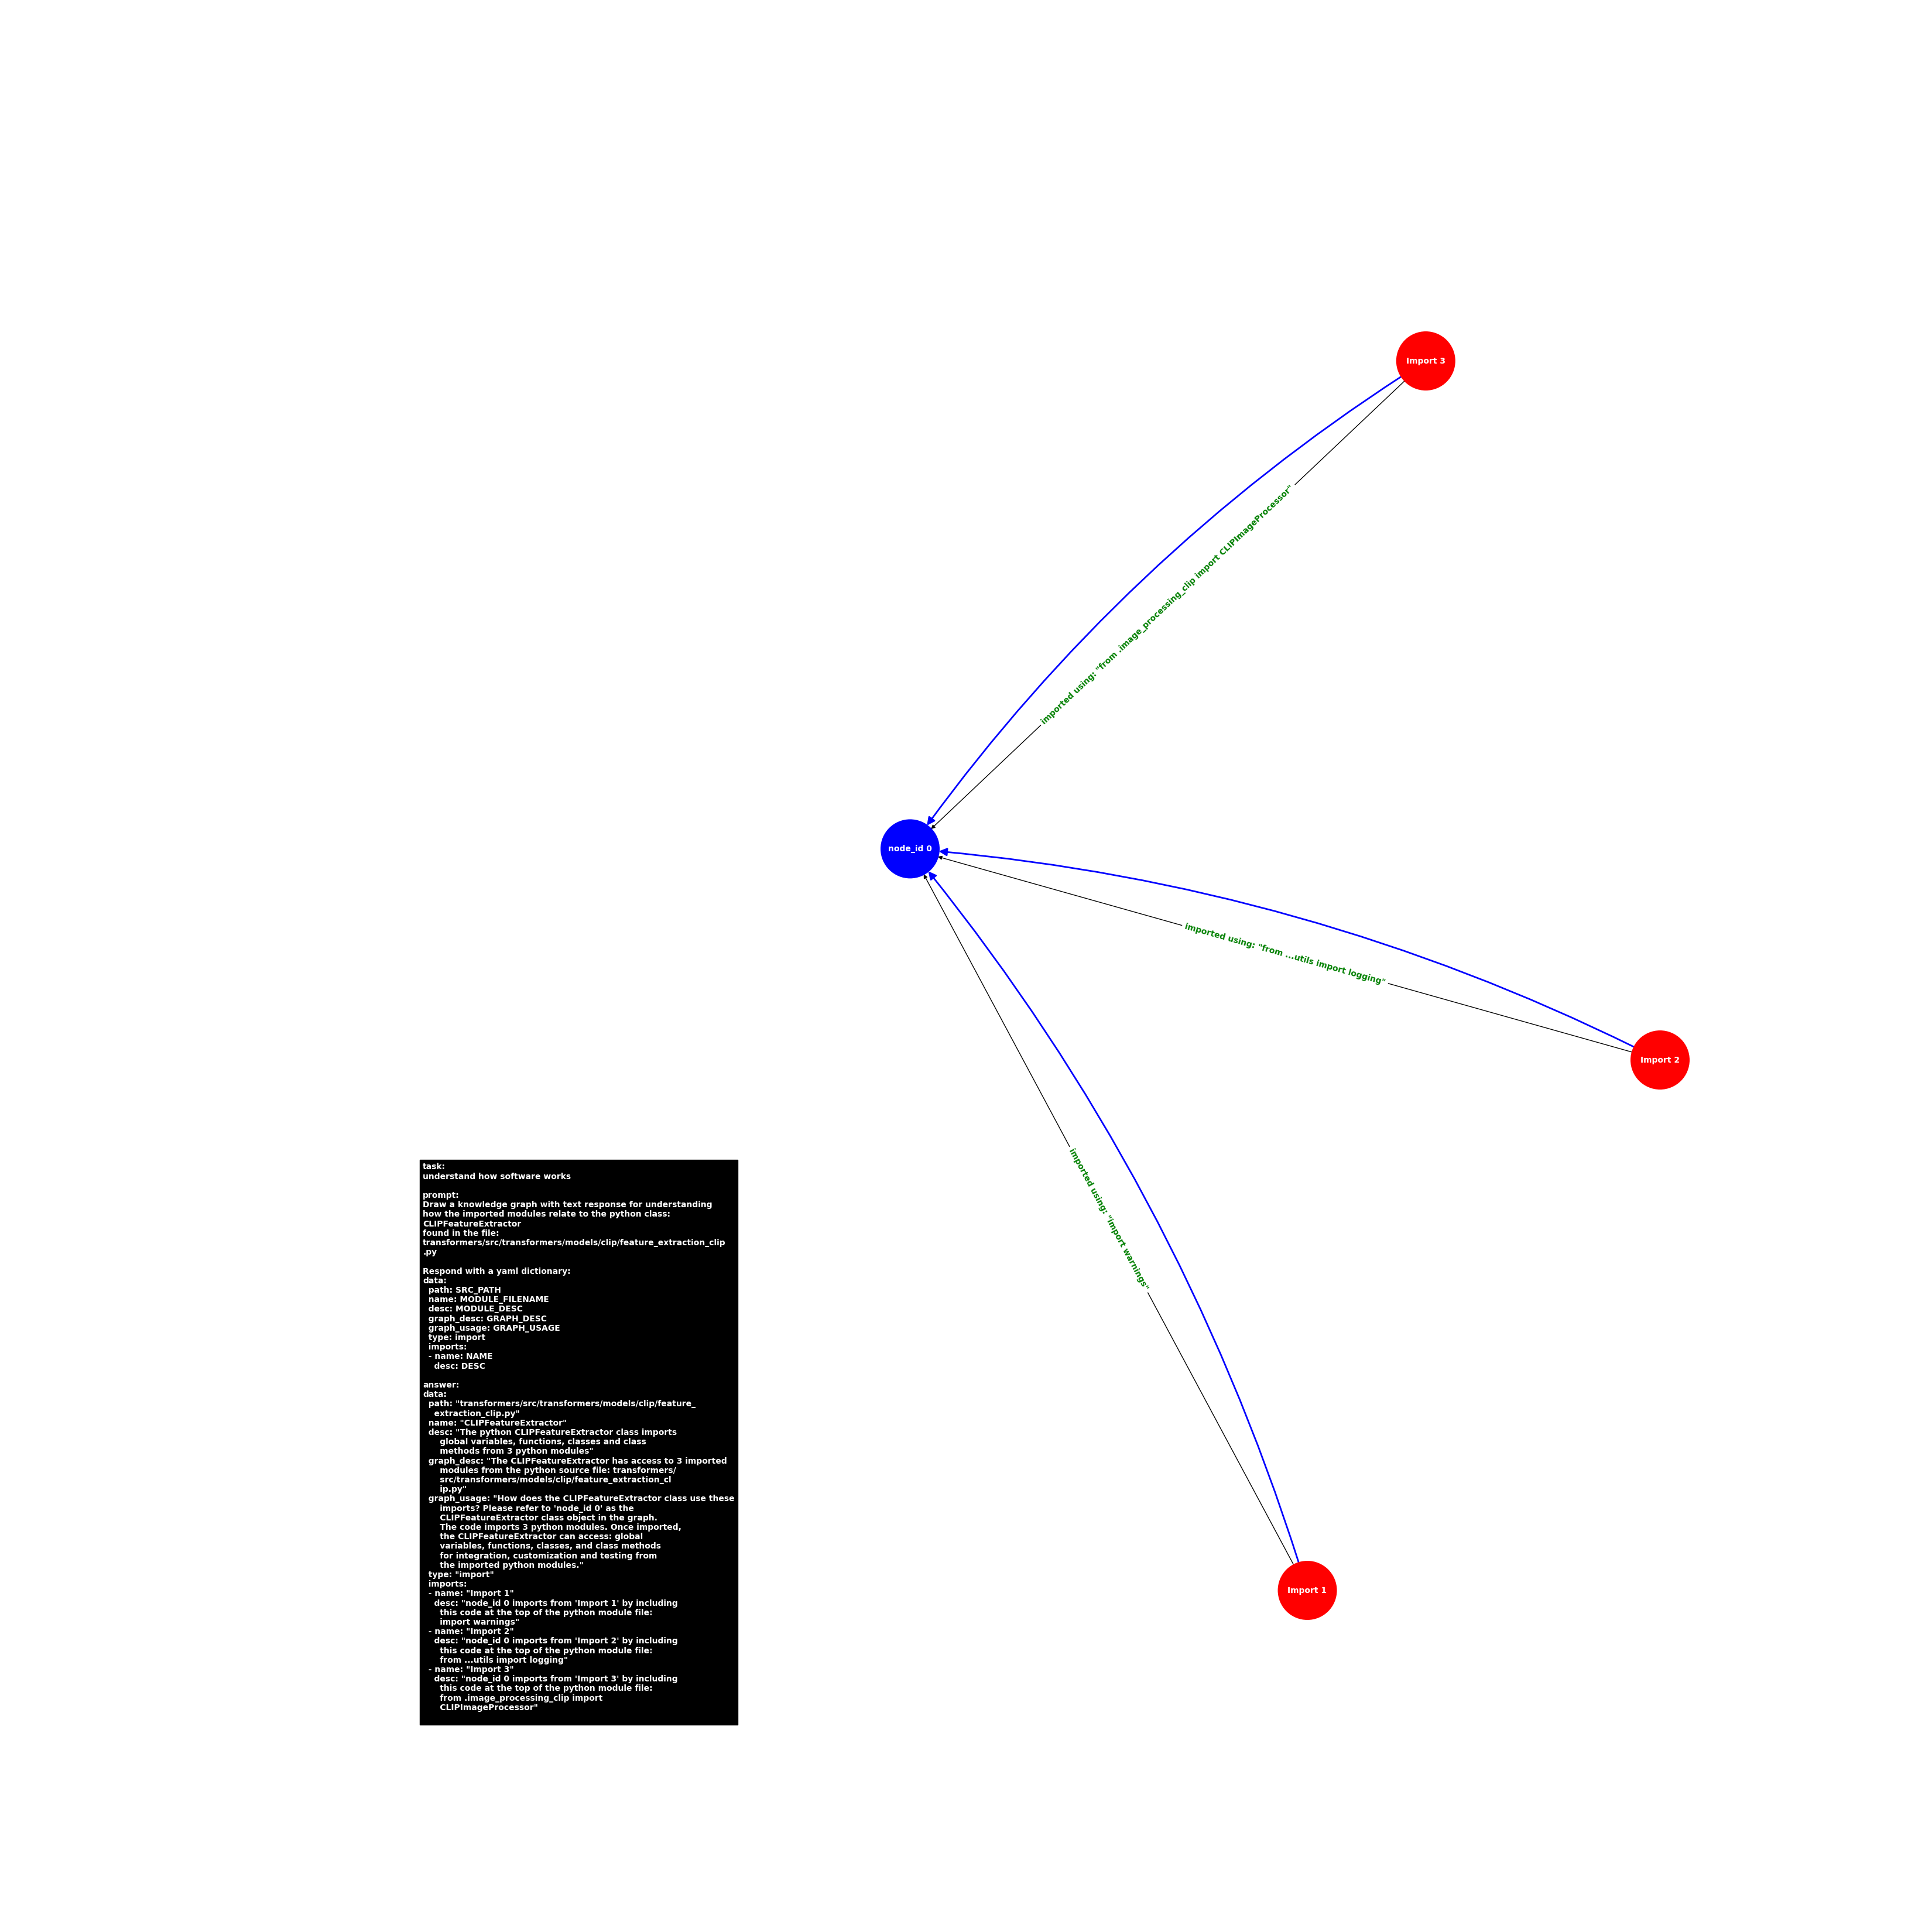 Import 3
imported using: "from .image_processing_clip import CLIPImageProcessor"
node_id 0
imported using: "from ...utils import logging"
Import 2
imported using: "import warnings"
Import 1
task:
understand how software works
prompt:
Draw a knowledge graph with text response for understanding
how the imported modules relate to the python class:
CLIPFeatureExtractor
found in the file:
transformers/src/transformers/models/clip/feature_extraction_clip
.py
Respond with a yaml dictionary:
data:
path: SRC_PATH
name: MODULE_FILENAME
desc: MODULE_DESC
graph_desc: GRAPH_DESC
graph_usage: GRAPH_USAGE
type: import
imports:
- name: NAME
desc: DESC
answer:
data:
path: "transformers/src/transformers/models/clip/feature_
extraction_clip.py"
name: "CLIPFeatureExtractor"
desc: "The python CLIPFeatureExtractor class imports
global variables, functions, classes and class
methods from 3 python modules"
graph_desc: "The CLIPFeatureExtractor has access to 3 imported
modules from the python source file: transformers/
src/transformers/models/clip/feature_extraction_cl
ip.py"
graph_usage: "How does the CLIPFeatureExtractor class use these
imports? Please refer to 'node_id 0' as the
CLIPFeatureExtractor class object in the graph.
The code imports 3 python modules. Once imported,
the CLIPFeatureExtractor can access: global
variables, functions, classes, and class methods
for integration, customization and testing from
the imported python modules."
type: "import"
imports:
- name: "Import 1"
desc: "node_id 0 imports from 'Import 1' by including
this code at the top of the python module file:
import warnings"
- name: "Import 2"
desc: "node_id 0 imports from 'Import 2' by including
this code at the top of the python module file:
from ...utils import logging"
- name: "Import 3"
desc: "node_id 0 imports from 'Import 3' by including
this code at the top of the python module file:
from .image_processing_clip import
CLIPImageProcessor"